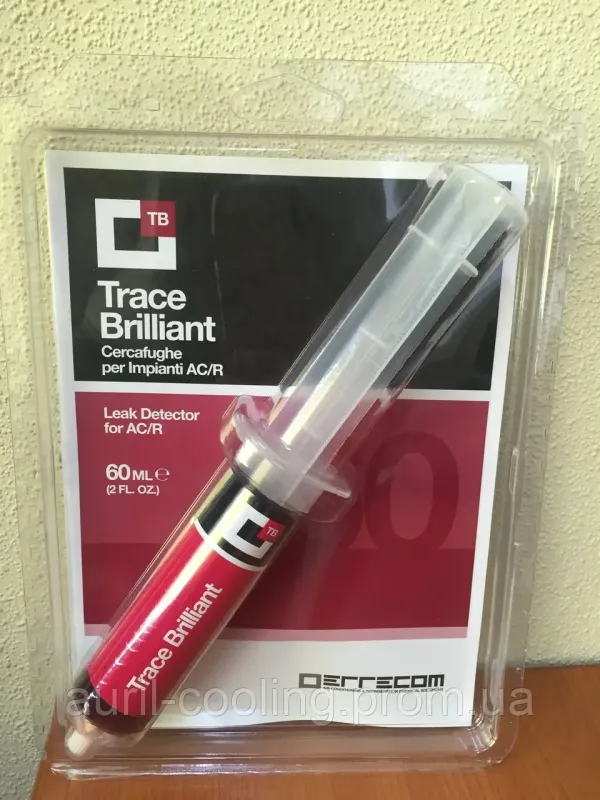 TB
Trace
Brilliant
Cercafughe
per Impianti AC/R
Leak Detector
for AC/R
60 ML ℮
(2 FL. OZ.)
TB
Trace Brilliant
ERRECOM
auril-cooling.prom.ua